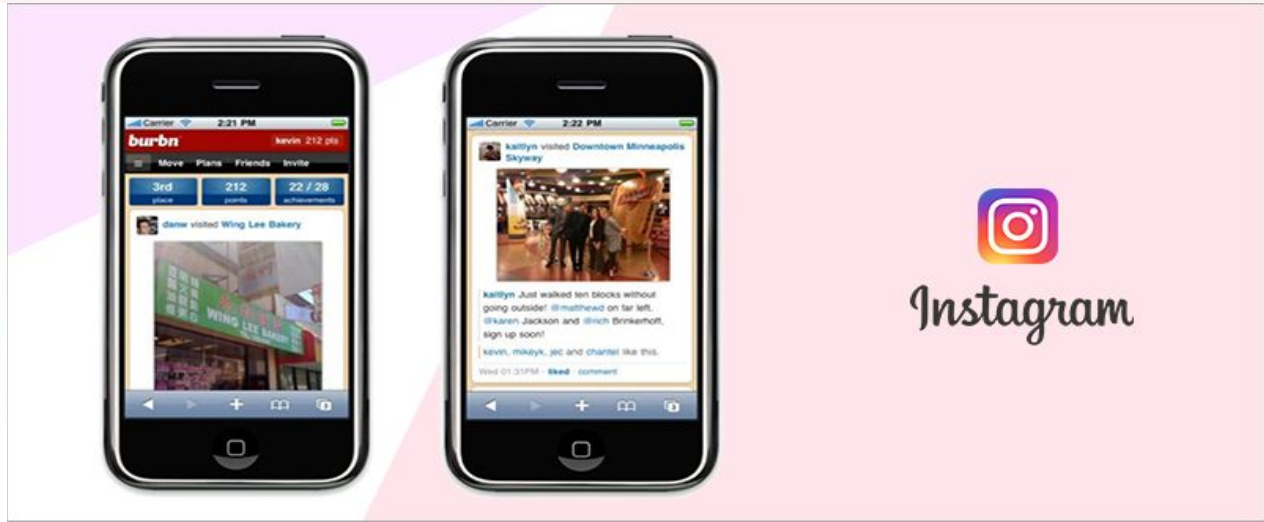 Carrier 2:21 PM
burbn kevin 212 pts
Move Plans Friends Invite
3rd 212 22 / 28
place points achievements
danw visited Wing Lee Bakery
WING LEE BAKERY
Carrier 2:22 PM
kaitlyn visited Downtown Minneapolis
Skyway
kaitlyn Just walked ten blocks without
going outside! @matthewd on far left.
@karen Jackson and @rich Brinkerhoff,
sign up soon!
kevin, mikeyk, jec and chantel like this.
Wed 01:31PM · liked · comment
Instagram